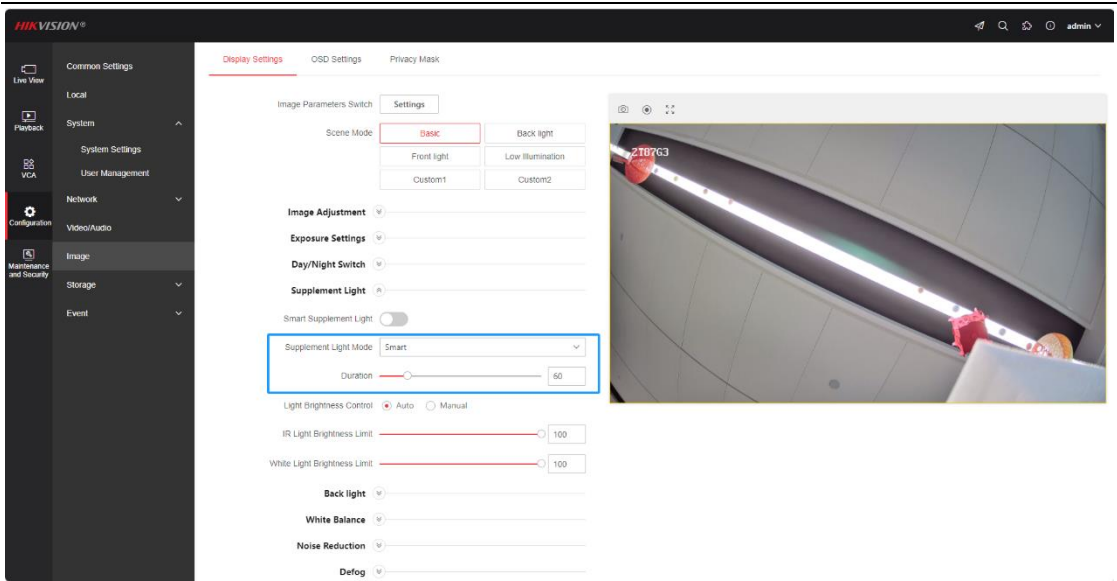 HIKVISION®
admin
Live View
Playback
VCA
Configuration
Maintenance
and Security
Common Settings
Local
System
System Settings
User Management
Network
Video/Audio
Image
Storage
Event
Display Settings OSD Settings Privacy Mask
Image Parameters Switch Settings
Scene Mode Basic Back light
Front light Low Illumination
Custom1 Custom2
Image Adjustment
Exposure Settings
Day/Night Switch
Supplement Light
Smart Supplement Light
Supplement Light Mode Smart
Duration 60
Light Brightness Control Auto Manual
IR Light Brightness Limit 100
White Light Brightness Limit 100
Back light
White Balance
Noise Reduction
Defog
2T87G3